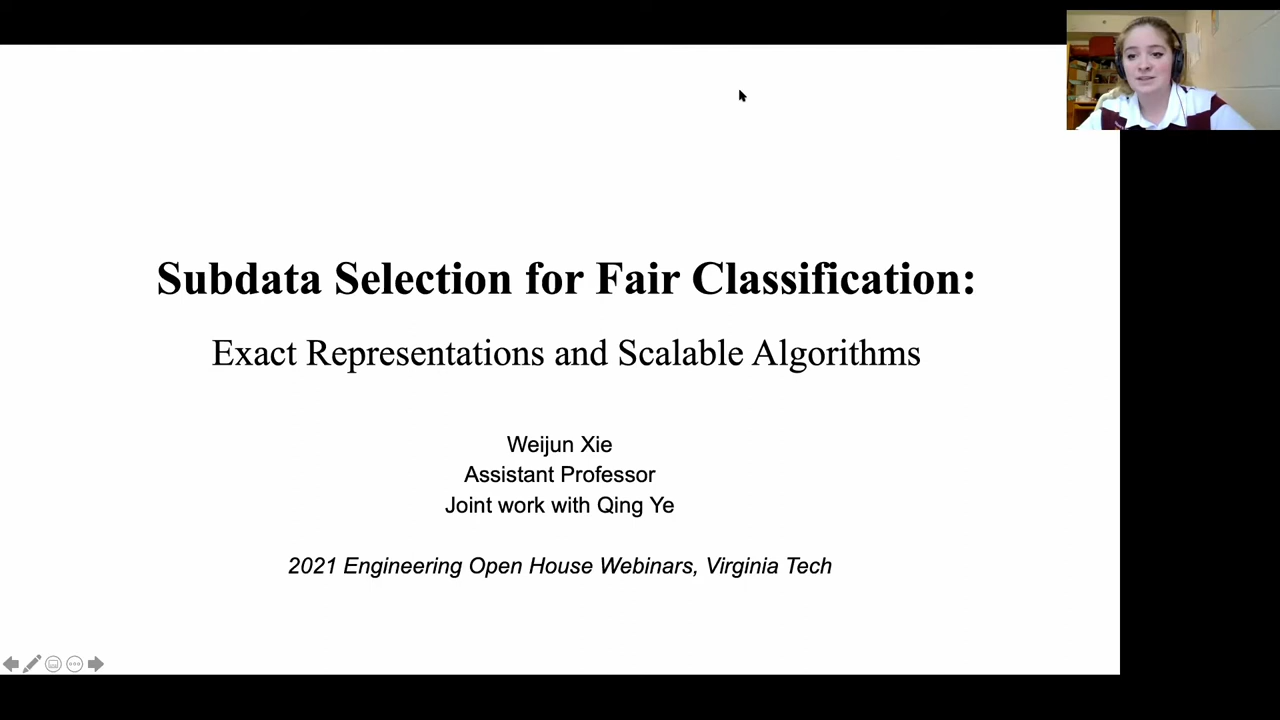 Subdata Selection for Fair Classification:
Exact Representations and Scalable Algorithms
Weijun Xie
Assistant Professor
Joint work with Qing Ye
2021 Engineering Open House Webinars, Virginia Tech